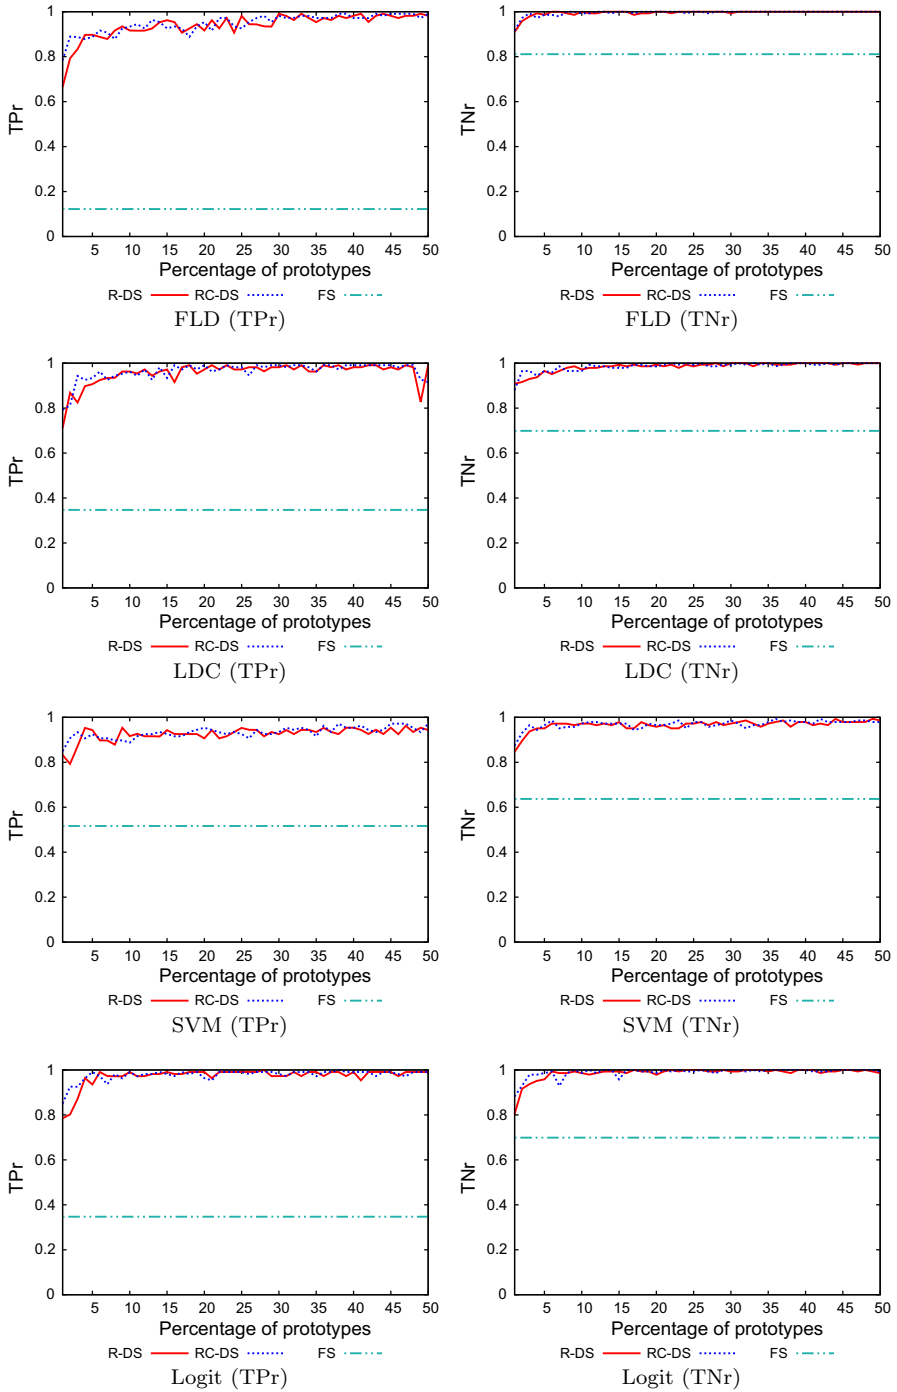 1
0.8
0.6
0.4
0.2
0
TPr
5 10 15 20 25 30 35 40 45 50
Percentage of prototypes
R-DS RC-DS FS
FLD (TPr)
1
0.8
0.6
0.4
0.2
0
TNr
5 10 15 20 25 30 35 40 45 50
Percentage of prototypes
R-DS RC-DS FS
FLD (TNr)
1
0.8
0.6
0.4
0.2
0
TPr
5 10 15 20 25 30 35 40 45 50
Percentage of prototypes
R-DS RC-DS FS
LDC (TPr)
1
0.8
0.6
0.4
0.2
0
TNr
5 10 15 20 25 30 35 40 45 50
Percentage of prototypes
R-DS RC-DS FS
LDC (TNr)
1
0.8
0.6
0.4
0.2
0
TPr
5 10 15 20 25 30 35 40 45 50
Percentage of prototypes
R-DS RC-DS FS
SVM (TPr)
1
0.8
0.6
0.4
0.2
0
TNr
5 10 15 20 25 30 35 40 45 50
Percentage of prototypes
R-DS RC-DS FS
SVM (TNr)
1
0.8
0.6
0.4
0.2
0
TPr
5 10 15 20 25 30 35 40 45 50
Percentage of prototypes
R-DS RC-DS FS
Logit (TPr)
1
0.8
0.6
0.4
0.2
0
TNr
5 10 15 20 25 30 35 40 45 50
Percentage of prototypes
R-DS RC-DS FS
Logit (TNr)